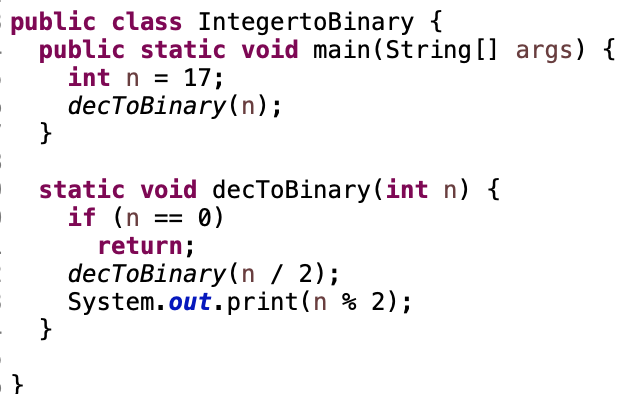 public class IntegertoBinary {
  public static void main(String[] args) {
    int n = 17;
    decToBinary(n);
  }

  static void decToBinary(int n) {
    if (n == 0)
      return;
    decToBinary(n / 2);
    System.out.print(n % 2);
  }

}